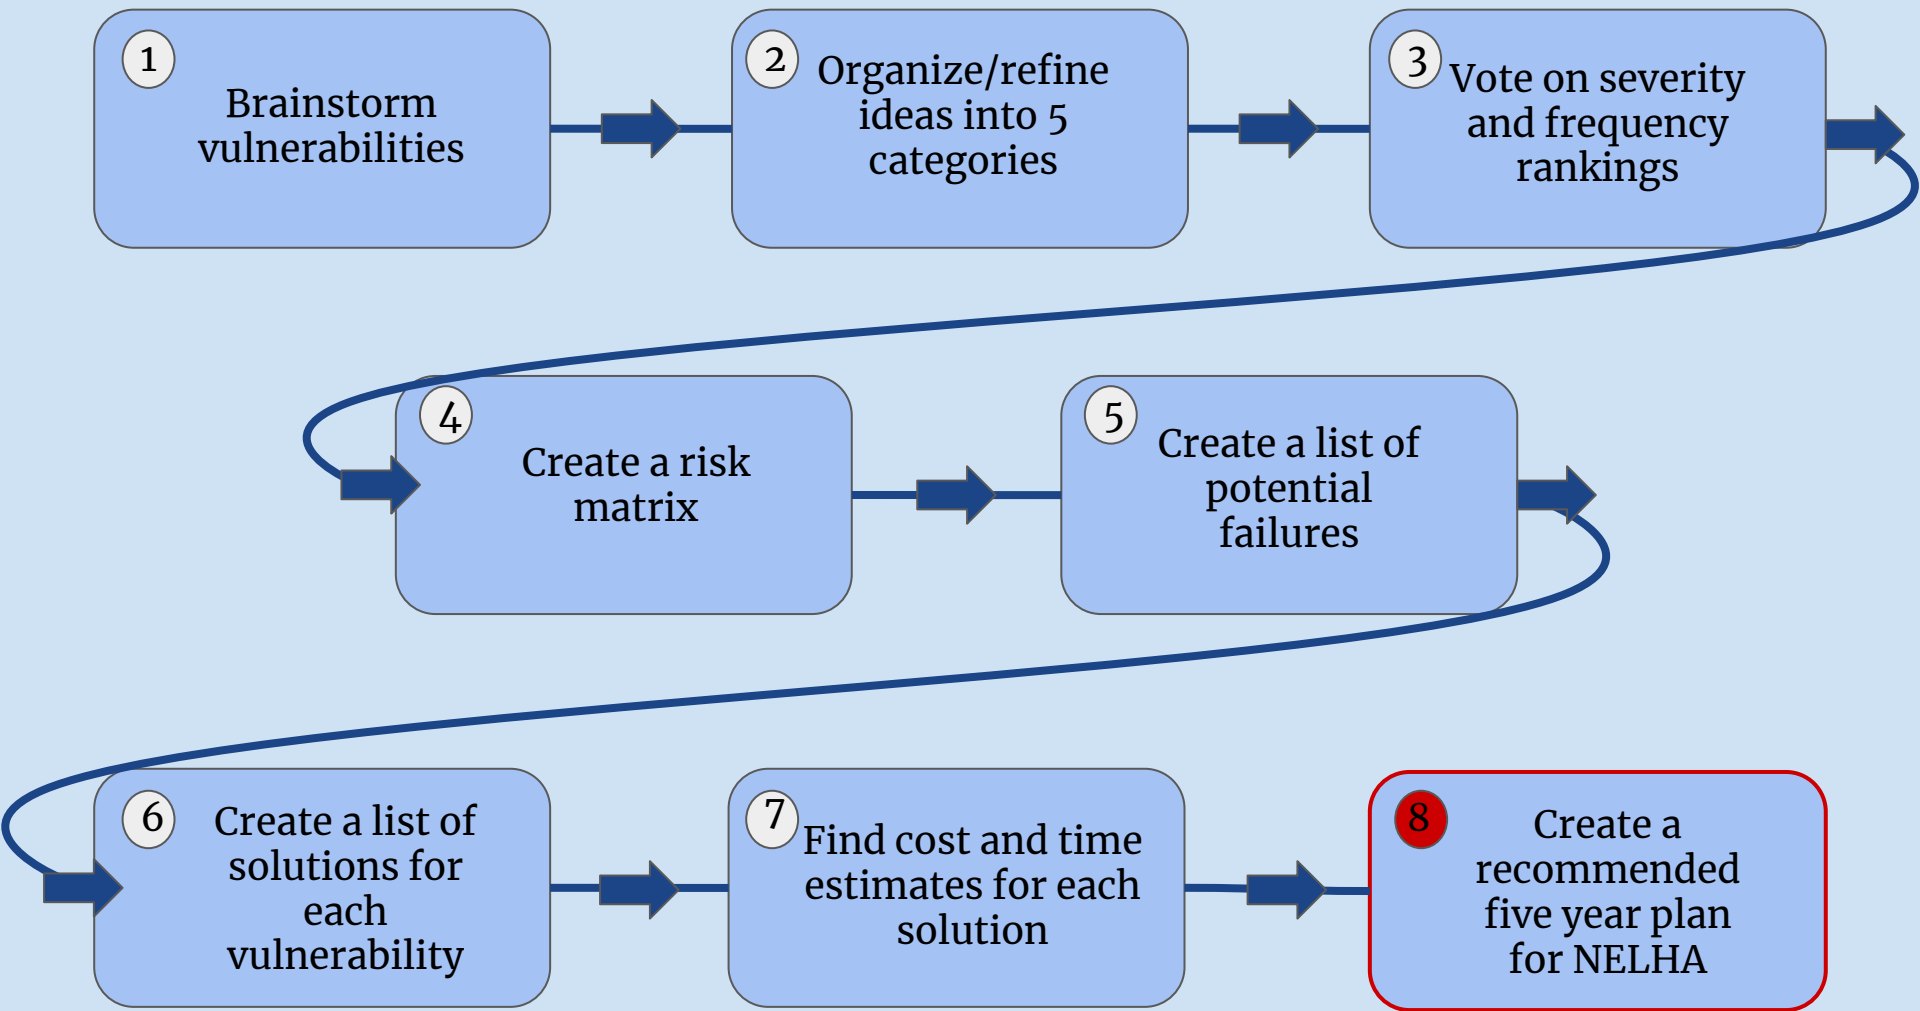 1
Brainstorm
vulnerabilities
2
Organize/refine
ideas into 5
categories
3
Vote on severity
and frequency
rankings
4
Create a risk
matrix
5
Create a list of
potential
failures
6
Create a list of
solutions for
each
vulnerability
7
Find cost and time
estimates for each
solution
8
Create a
recommended
five year plan
for NELHA